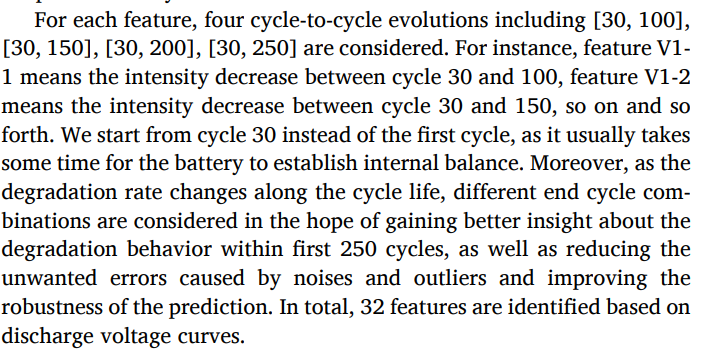 For each feature, four cycle-to-cycle evolutions including [30, 100],
[30, 150], [30, 200], [30, 250] are considered. For instance, feature V1-
1 means the intensity decrease between cycle 30 and 100, feature V1-2
means the intensity decrease between cycle 30 and 150, so on and so
forth. We start from cycle 30 instead of the first cycle, as it usually takes
some time for the battery to establish internal balance. Moreover, as the
degradation rate changes along the cycle life, different end cycle com-
binations are considered in the hope of gaining better insight about the
degradation behavior within first 250 cycles, as well as reducing the
unwanted errors caused by noises and outliers and improving the
robustness of the prediction. In total, 32 features are identified based on
discharge voltage curves.